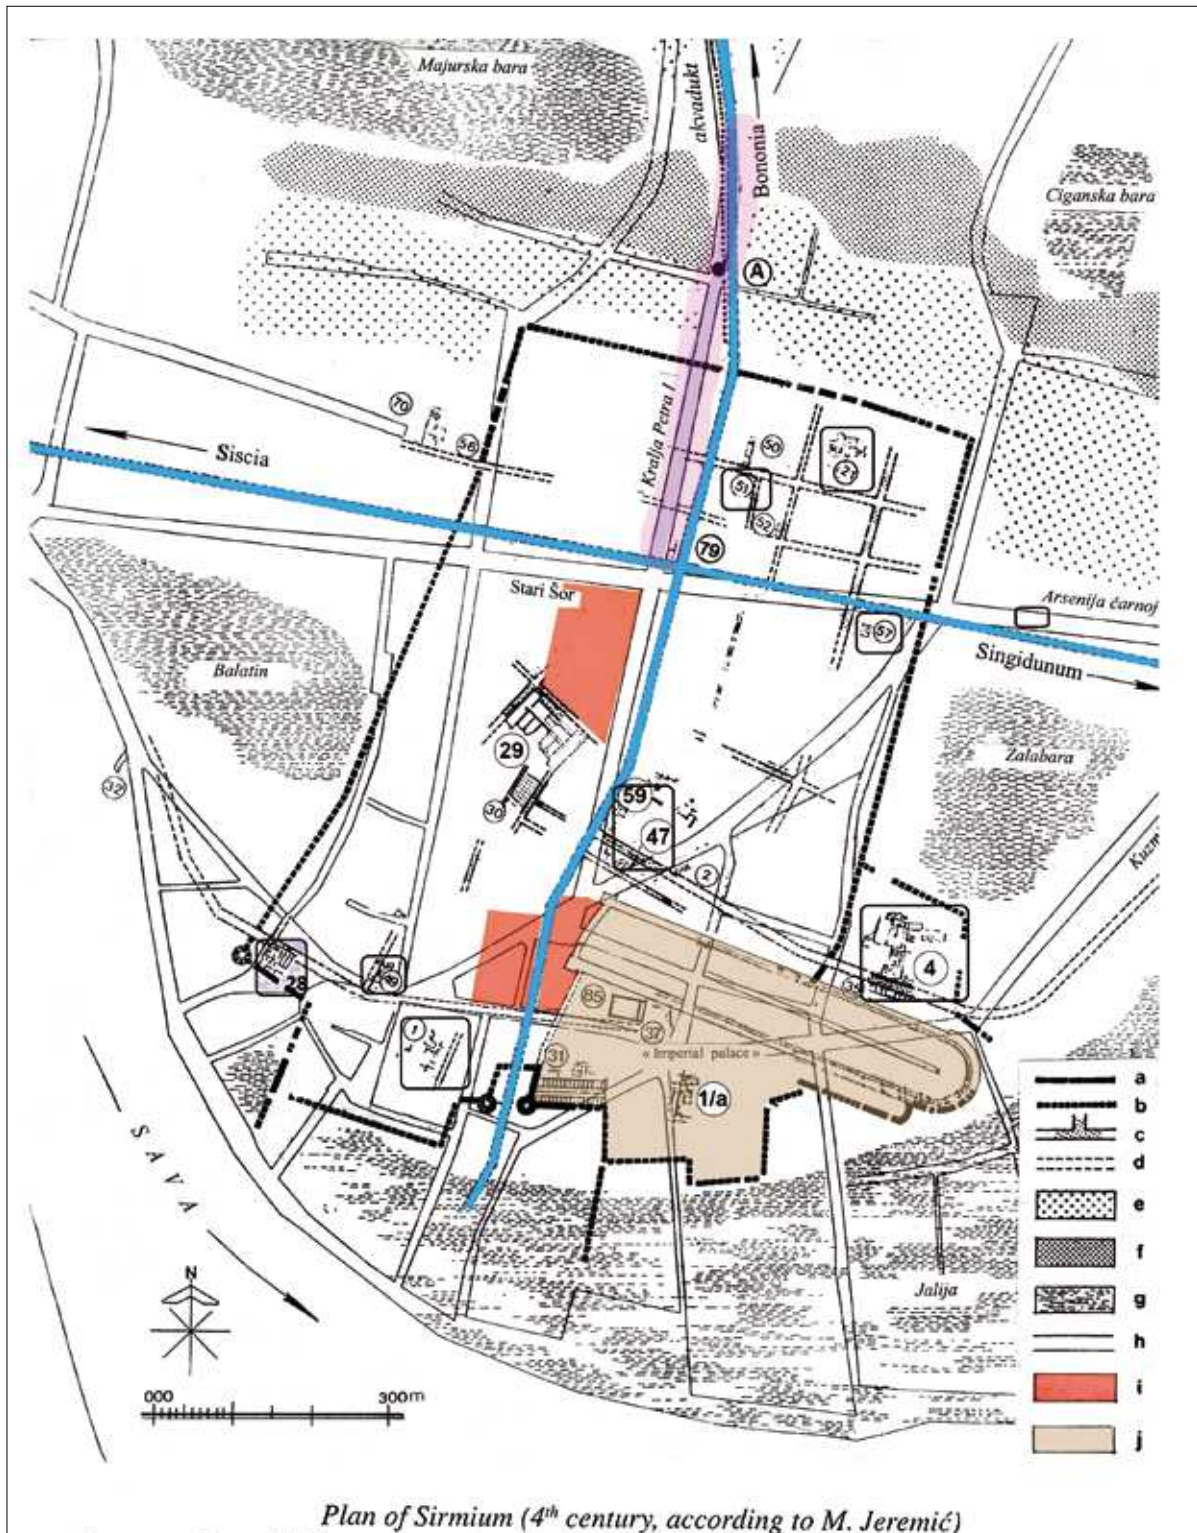 Majurska bara
akvadukt
Bononia
Ciganska bara
A
Kralja Petra I
70
56
Siscia
50
21
51
52
79
Stari Šor
Arsenija čarnoj
57
Singidunum
Balatin
29
Zalabara
32
30
59
47
2
Kuzm
4
28
85
37
1
31
« Imperial palace »
1/a
SAVA
N
Jalija
000
300m
a
b
c
d
e
f
g
h
i
j
Plan of Sirmium (4th century, according to M. Jeremić)